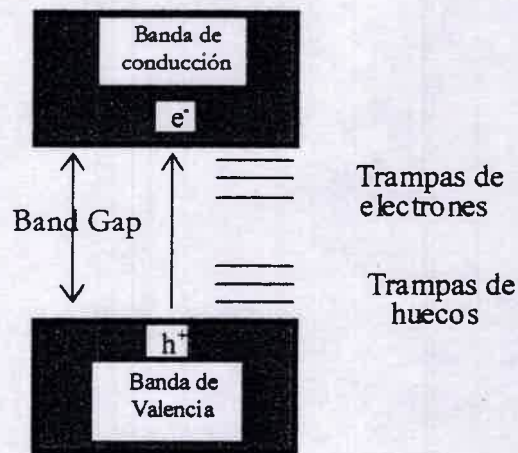 Banda de
conducción
e⁻
Trampas de
electrones
Band Gap
Trampas de
huecos
h⁺
Banda de
Valencia